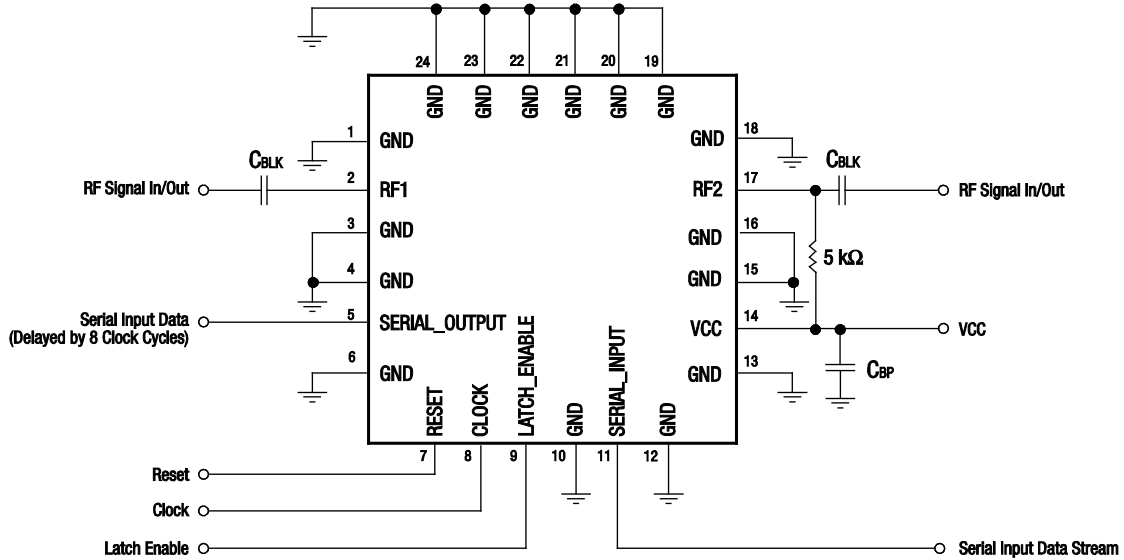 24 23 22 21 20 19
GND GND GND GND GND GND
1 GND
GND 18
CBLK
CBLK
RF Signal In/Out
2 RF1
RF2 17
RF Signal In/Out
3 GND
GND 16
5 kΩ
4 GND
GND 15
Serial Input Data
(Delayed by 8 Clock Cycles)
5 SERIAL_OUTPUT
VCC 14
VCC
6 GND
GND 13
CBP
RESET CLOCK LATCH_ENABLE GND SERIAL_INPUT GND
7 8 9 10 11 12
Reset
Clock
Latch Enable
Serial Input Data Stream